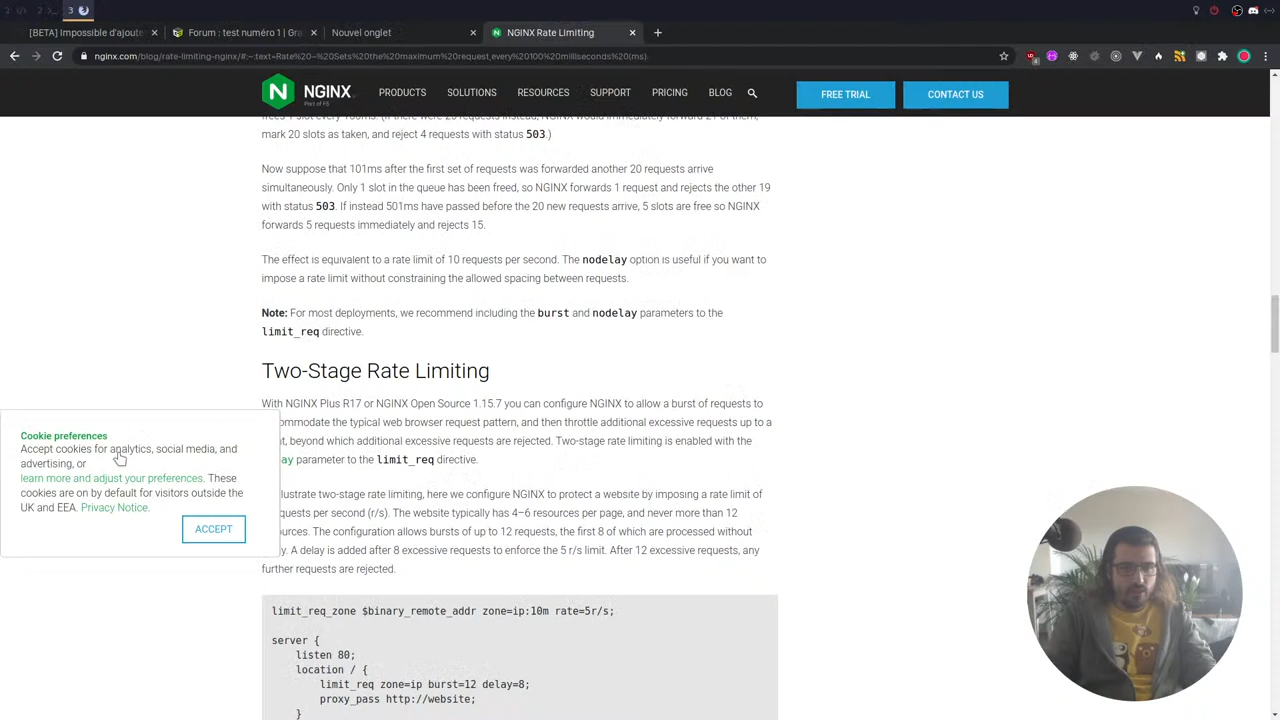 3
[BETA] Impossible d'ajoute
Forum : test numéro 1 | Gra
Nouvel onglet
NGINX Rate Limiting
nginx.com/blog/rate-limiting-nginx/#:~:text=Rate%20–%20Sets%20the%20maximum%20request,every%20100%20milliseconds%20(ms).
NGINX
Part of F5
PRODUCTS
SOLUTIONS
RESOURCES
SUPPORT
PRICING
BLOG
FREE TRIAL
CONTACT US
mark 20 slots as taken, and reject 4 requests with status 503.)
Now suppose that 101ms after the first set of requests was forwarded another 20 requests arrive
simultaneously. Only 1 slot in the queue has been freed, so NGINX forwards 1 request and rejects the other 19
with status 503. If instead 501ms have passed before the 20 new requests arrive, 5 slots are free so NGINX
forwards 5 requests immediately and rejects 15.
The effect is equivalent to a rate limit of 10 requests per second. The nodelay option is useful if you want to
impose a rate limit without constraining the allowed spacing between requests.
Note: For most deployments, we recommend including the burst and nodelay parameters to the
limit_req directive.
Two-Stage Rate Limiting
With NGINX Plus R17 or NGINX Open Source 1.15.7 you can configure NGINX to allow a burst of requests to
ommodate the typical web browser request pattern, and then throttle additional excessive requests up to a
t, beyond which additional excessive requests are rejected. Two-stage rate limiting is enabled with the
ay parameter to the limit_req directive.
lustrate two-stage rate limiting, here we configure NGINX to protect a website by imposing a rate limit of
quests per second (r/s). The website typically has 4–6 resources per page, and never more than 12
ources. The configuration allows bursts of up to 12 requests, the first 8 of which are processed without
y. A delay is added after 8 excessive requests to enforce the 5 r/s limit. After 12 excessive requests, any
further requests are rejected.
limit_req_zone $binary_remote_addr zone=ip:10m rate=5r/s;
server {
listen 80;
location / {
limit_req zone=ip burst=12 delay=8;
proxy_pass http://website;
}
Cookie preferences
Accept cookies for analytics, social media, and
advertising, or
learn more and adjust your preferences. These
cookies are on by default for visitors outside the
UK and EEA. Privacy Notice.
ACCEPT